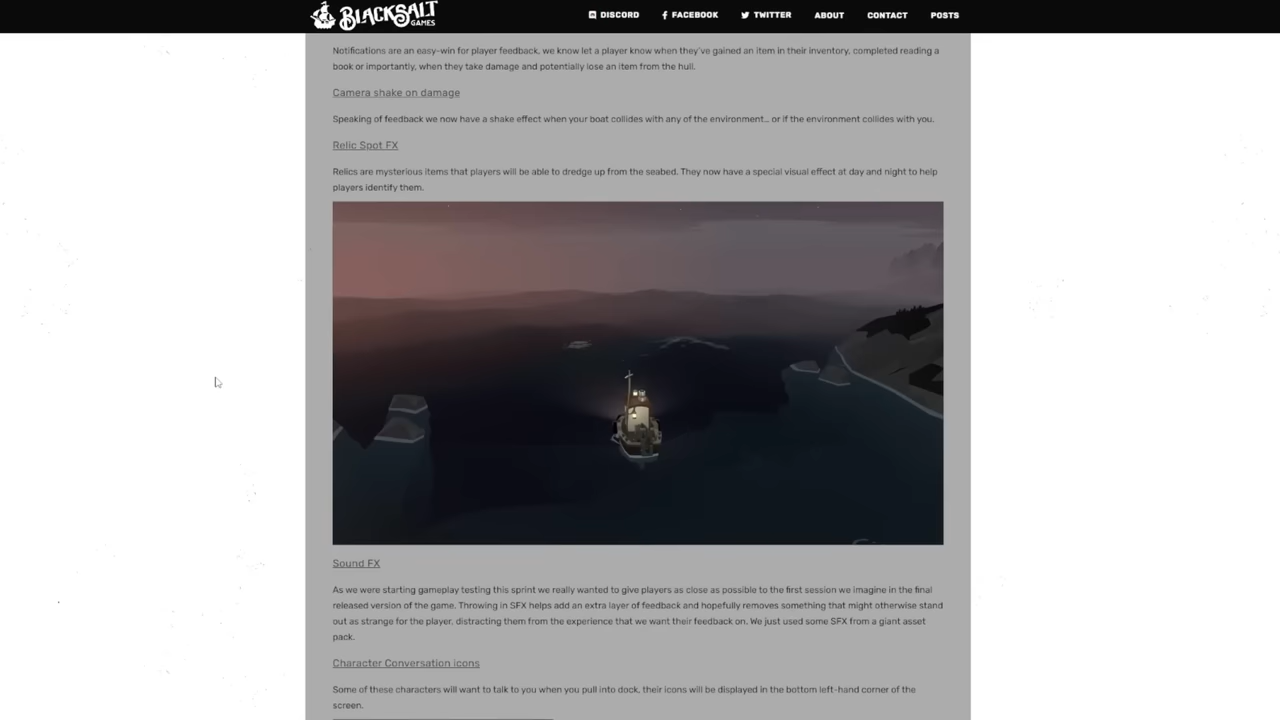 BLACKSALT
GAMES
DISCORD
FACEBOOK
TWITTER
ABOUT
CONTACT
POSTS
Notifications are an easy-win for player feedback, we know let a player know when they've gained an item in their inventory, completed reading a
book or importantly, when they take damage and potentially lose an item from the hull.
Camera shake on damage
Speaking of feedback we now have a shake effect when your boat collides with any of the environment... or if the environment collides with you.
Relic Spot FX
Relics are mysterious items that players will be able to dredge up from the seabed. They now have a special visual effect at day and night to help
players identify them.
Sound FX
As we were starting gameplay testing this sprint we really wanted to give players as close as possible to the first session we imagine in the final
released version of the game. Throwing in SFX helps add an extra layer of feedback and hopefully removes something that might otherwise stand
out as strange for the player, distracting them from the experience that we want their feedback on. We just used some SFX from a giant asset
pack.
Character Conversation icons
Some of these characters will want to talk to you when you pull into dock, their icons will be displayed in the bottom left-hand corner of the
screen.